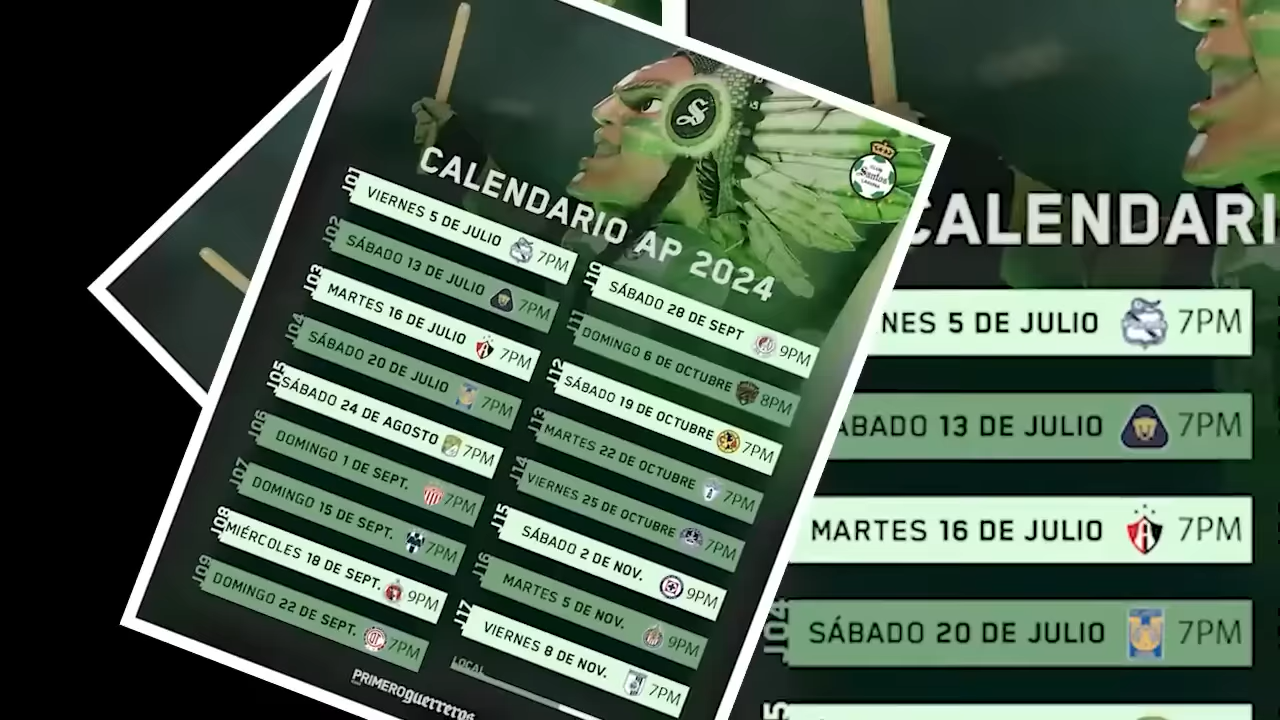 CALENDARIO AP 2024
J01 VIERNES 5 DE JULIO 7PM
J02 SÁBADO 13 DE JULIO 7PM
J03 MARTES 16 DE JULIO 7PM
J04 SÁBADO 20 DE JULIO 7PM
J05 SÁBADO 24 DE AGOSTO 7PM
J06 DOMINGO 1 DE SEPT. 7PM
J07 DOMINGO 15 DE SEPT. 7PM
J08 MIÉRCOLES 18 DE SEPT. 9PM
J09 DOMINGO 22 DE SEPT. 7PM
J10 SÁBADO 28 DE SEPT 9PM
J11 DOMINGO 6 DE OCTUBRE 8PM
J12 SÁBADO 19 DE OCTUBRE 7PM
J13 MARTES 22 DE OCTUBRE 7PM
J14 VIERNES 25 DE OCTUBRE 7PM
J15 SÁBADO 2 DE NOV. 9PM
J16 MARTES 5 DE NOV. 9PM
J17 VIERNES 8 DE NOV. 7PM
LOCAL
PRIMEROguerreros
S
Santos
CALENDARI
NES 5 DE JULIO 7PM
ÁBADO 13 DE JULIO 7PM
MARTES 16 DE JULIO 7PM
J04 SÁBADO 20 DE JULIO 7PM